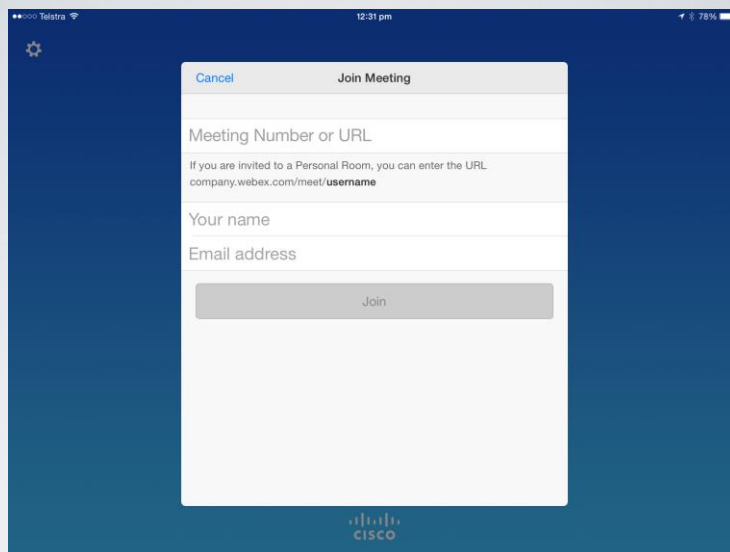 ●●○○○ Telstra
12:31 pm
78%
Cancel
Join Meeting
Meeting Number or URL
If you are invited to a Personal Room, you can enter the URL
company.webex.com/meet/username
Your name
Email address
Join
CISCO